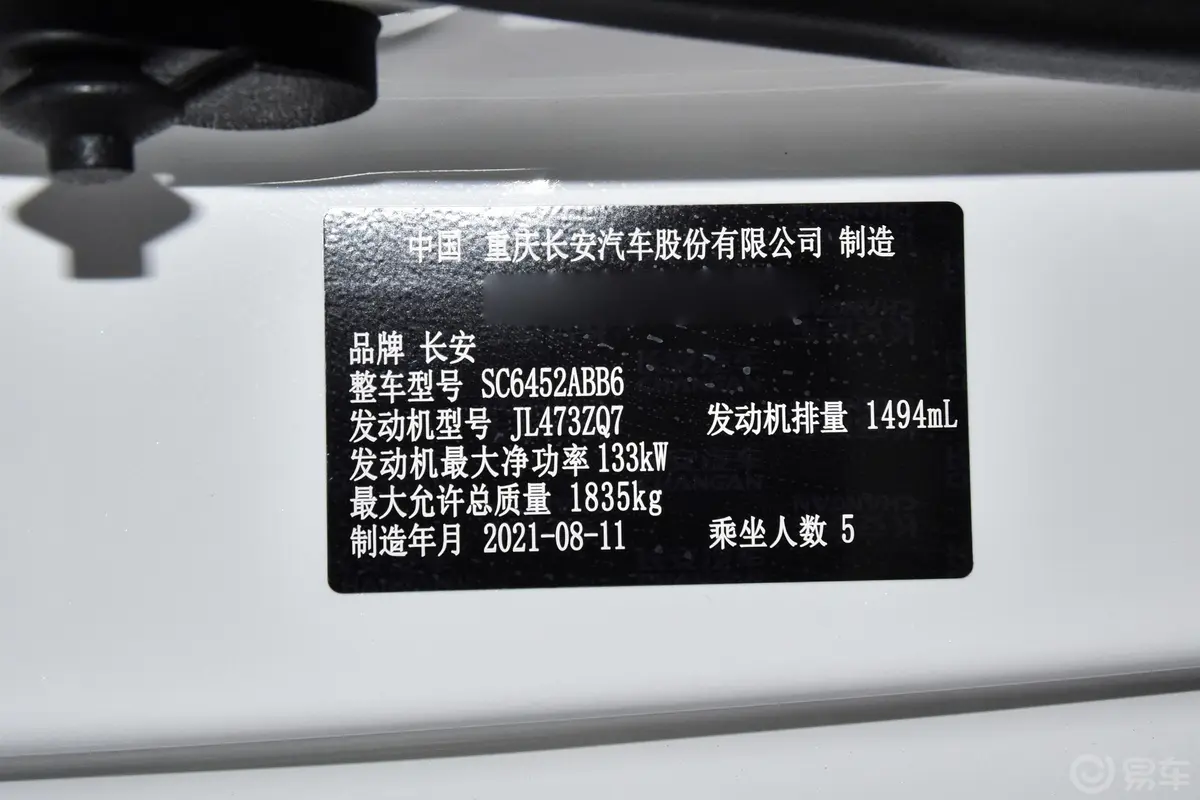 中国 重庆长安汽车股份有限公司 制造
品牌 长安
整车型号 SC6452ABB6
发动机型号 JL473ZQ7 发动机排量 1494mL
发动机最大净功率 133kW
最大允许总质量 1835kg
制造年月 2021-08-11 乘坐人数 5
易车